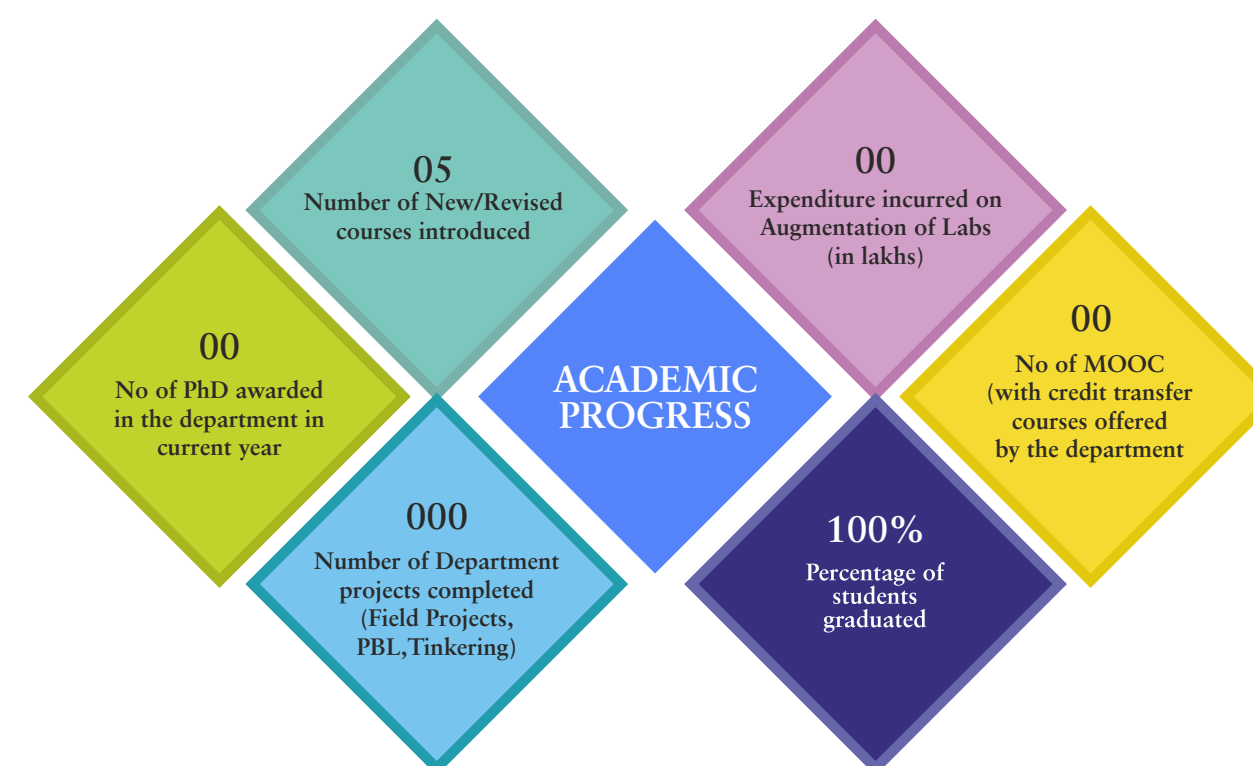 05
Number of New/Revised
courses introduced
00
Expenditure incurred on
Augmentation of Labs
(in lakhs)
00
No of PhD awarded
in the department in
current year
ACADEMIC
PROGRESS
00
No of MOOC
(with credit transfer
courses offered
by the department
000
Number of Department
projects completed
(Field Projects,
PBL,Tinkering)
100%
Percentage of
students
graduated